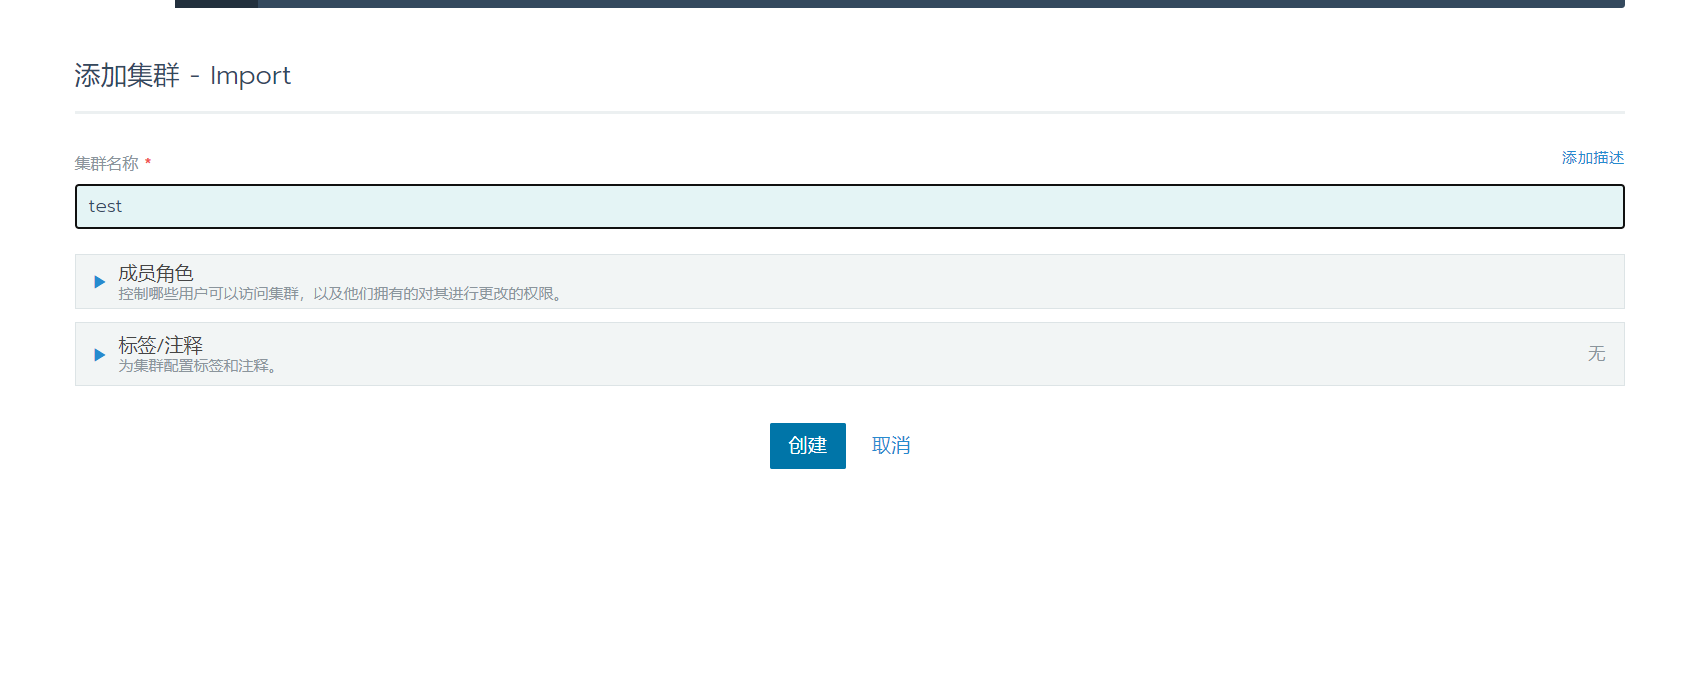 添加集群 - Import
集群名称 *
添加描述
test
成员角色
控制哪些用户可以访问集群，以及他们拥有的对其进行更改的权限。
标签/注释
为集群配置标签和注释。
无
创建
取消